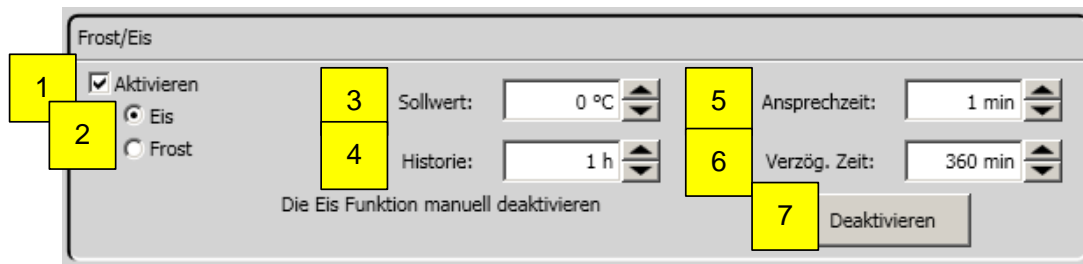 Frost/Eis
1 Aktivieren 3 Sollwert: 0 °C 5 Ansprechzeit: 1 min
2 Eis
Frost 4 Historie: 1 h 6 Verzög. Zeit: 360 min
Die Eis Funktion manuell deaktivieren 7 Deaktivieren